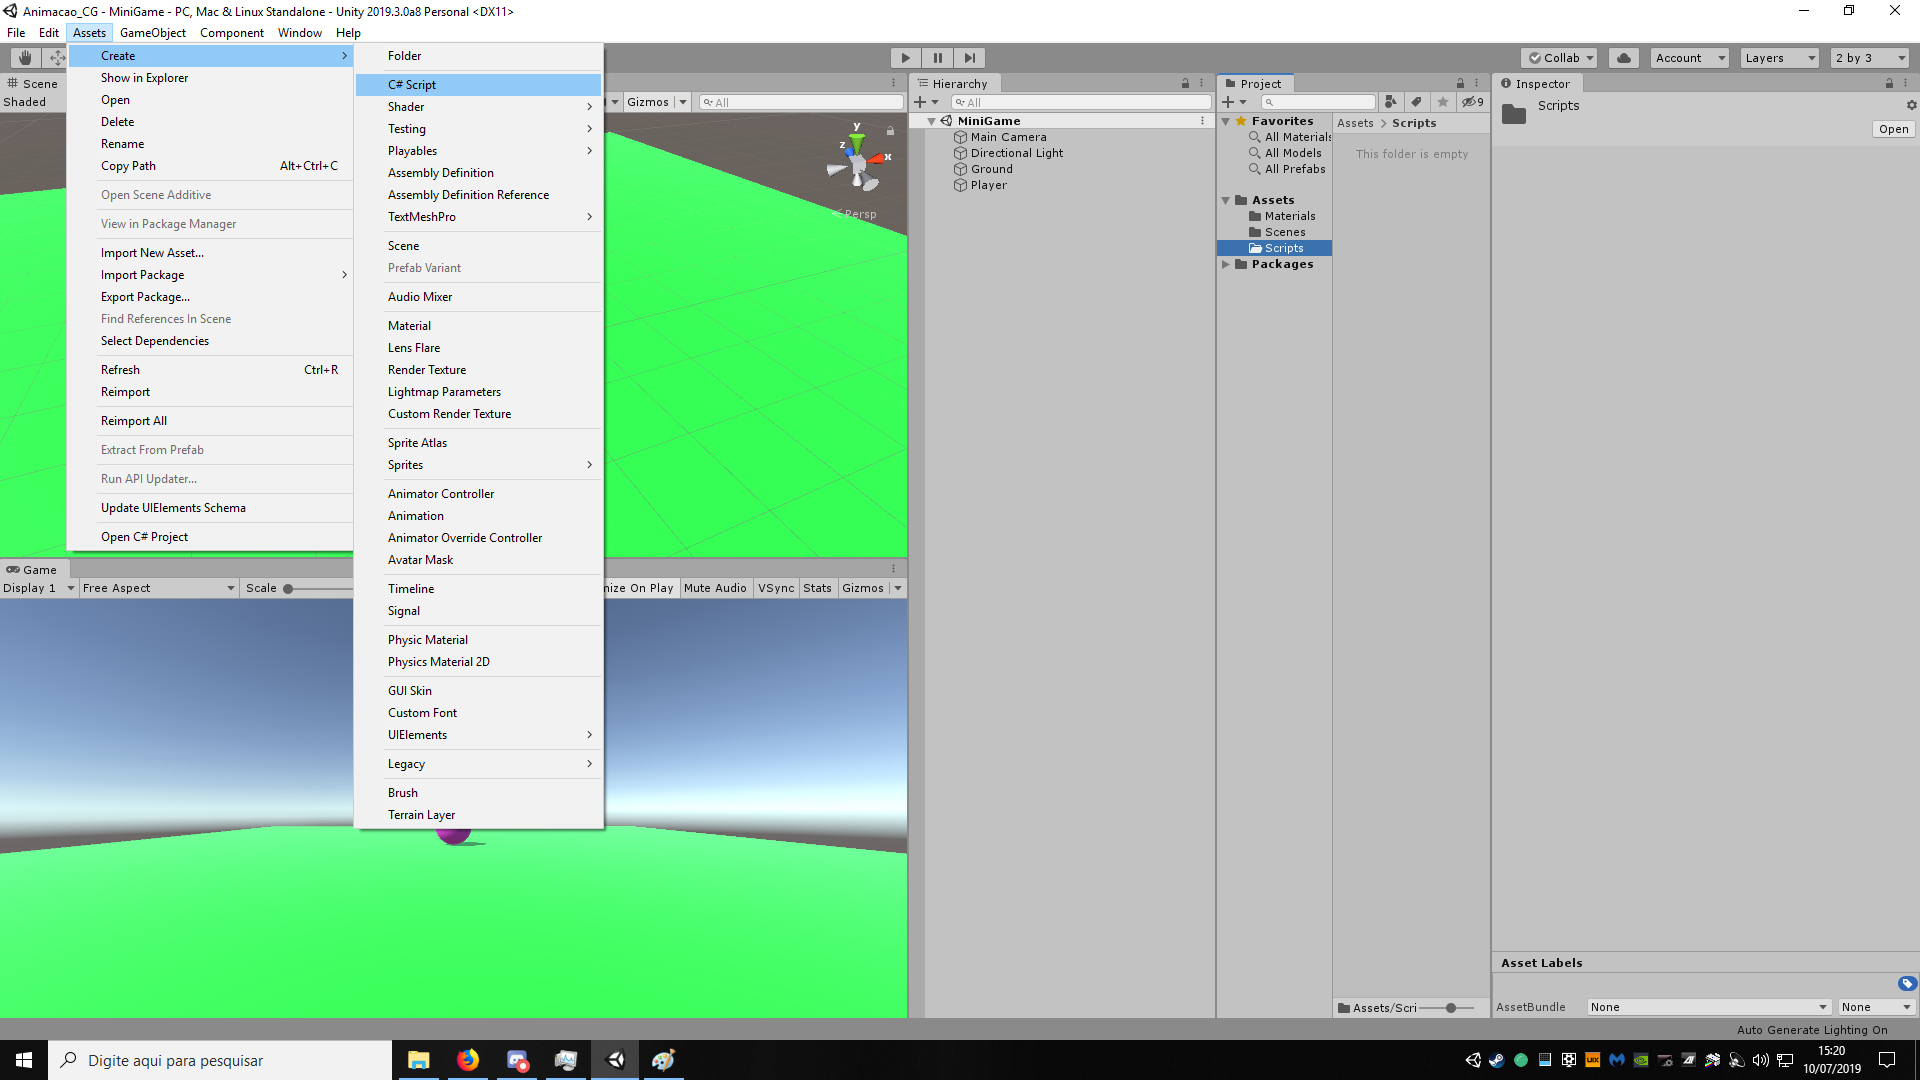 Animacao_CG - MiniGame - PC, Mac & Linux Standalone - Unity 2019.3.0a8 Personal <DX11>
File Edit Assets GameObject Component Window Help
Collab Account Layers 2 by 3
Create
Show in Explorer
Open
Delete
Rename
Copy Path Alt+Ctrl+C
Open Scene Additive
View in Package Manager
Import New Asset...
Import Package
Export Package...
Find References In Scene
Select Dependencies
Refresh Ctrl+R
Reimport
Reimport All
Extract From Prefab
Run API Updater...
Update UIElements Schema
Open C# Project
Folder
C# Script
Shader
Testing
Playables
Assembly Definition
Assembly Definition Reference
TextMeshPro
Scene
Prefab Variant
Audio Mixer
Material
Lens Flare
Render Texture
Lightmap Parameters
Custom Render Texture
Sprite Atlas
Sprites
Animator Controller
Animation
Animator Override Controller
Avatar Mask
Timeline
Signal
Physic Material
Physics Material 2D
GUI Skin
Custom Font
UIElements
Legacy
Brush
Terrain Layer
Scene
Shaded
Gizmos All
y
z
x
Persp
Game
Display 1 Free Aspect Scale nize On Play Mute Audio VSync Stats Gizmos
Hierarchy
All
MiniGame
Main Camera
Directional Light
Ground
Player
Project
9
Favorites
All Materials
All Models
All Prefabs
Assets
Materials
Scenes
Scripts
Packages
Assets > Scripts
This folder is empty
Assets/Scri
Inspector
Scripts
Open
Asset Labels
AssetBundle None None
Auto Generate Lighting On
Digite aqui para pesquisar
15:20
10/07/2019